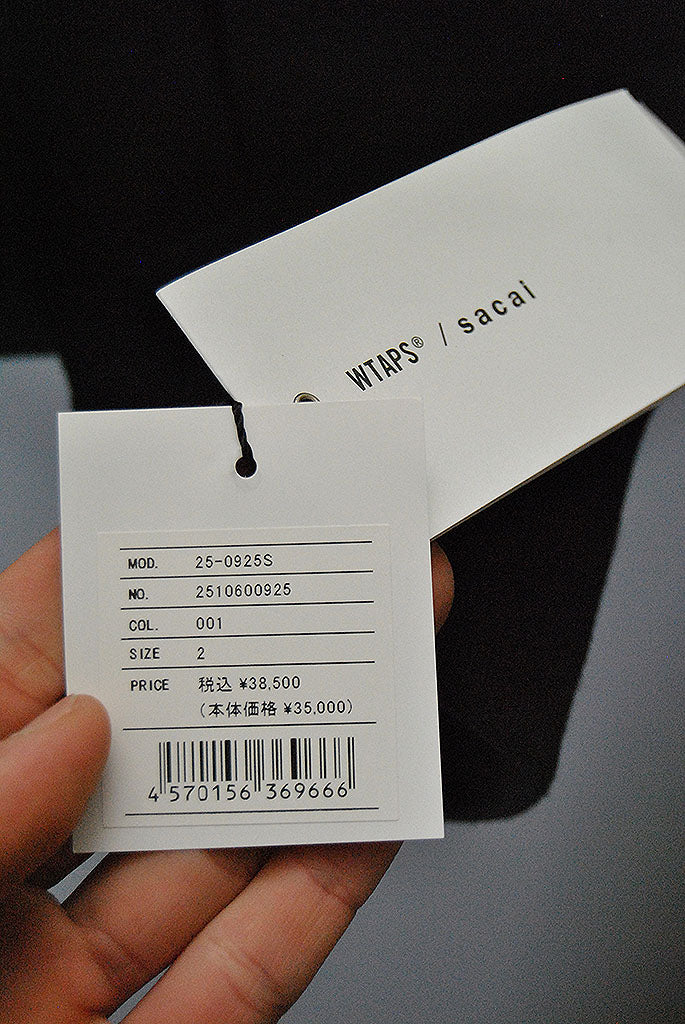 WTAPS® / sacai
MOD. 25-0925S
NO. 2510600925
COL. 001
SIZE 2
PRICE 税込 ¥38,500
(本体価格 ¥35,000)
4 570156 369666